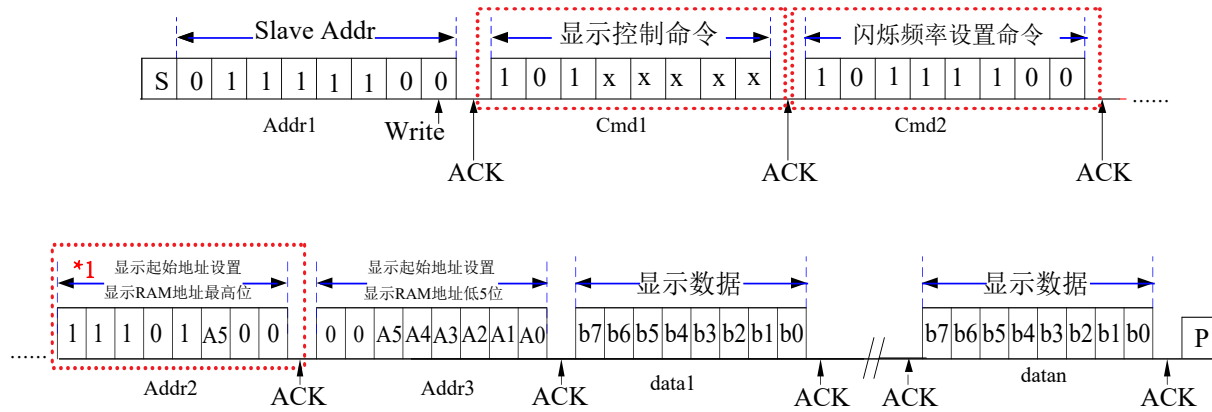 Slave Addr 显示控制命令 闪烁频率设置命令
S 0 1 1 1 1 1 0 0 1 0 1 x x x x x 1 0 1 1 1 1 0 0 ......
Addr1 Write Cmd1 Cmd2
ACK ACK ACK
*1 显示起始地址设置 显示起始地址设置 显示数据 显示数据
显示RAM地址最高位 显示RAM地址低5位
...... 1 1 1 0 1 A5 0 0 0 0 A5 A4 A3 A2 A1 A0 b7 b6 b5 b4 b3 b2 b1 b0 // b7 b6 b5 b4 b3 b2 b1 b0 P
Addr2 ACK Addr3 ACK data1 ACK ACK datan ACK